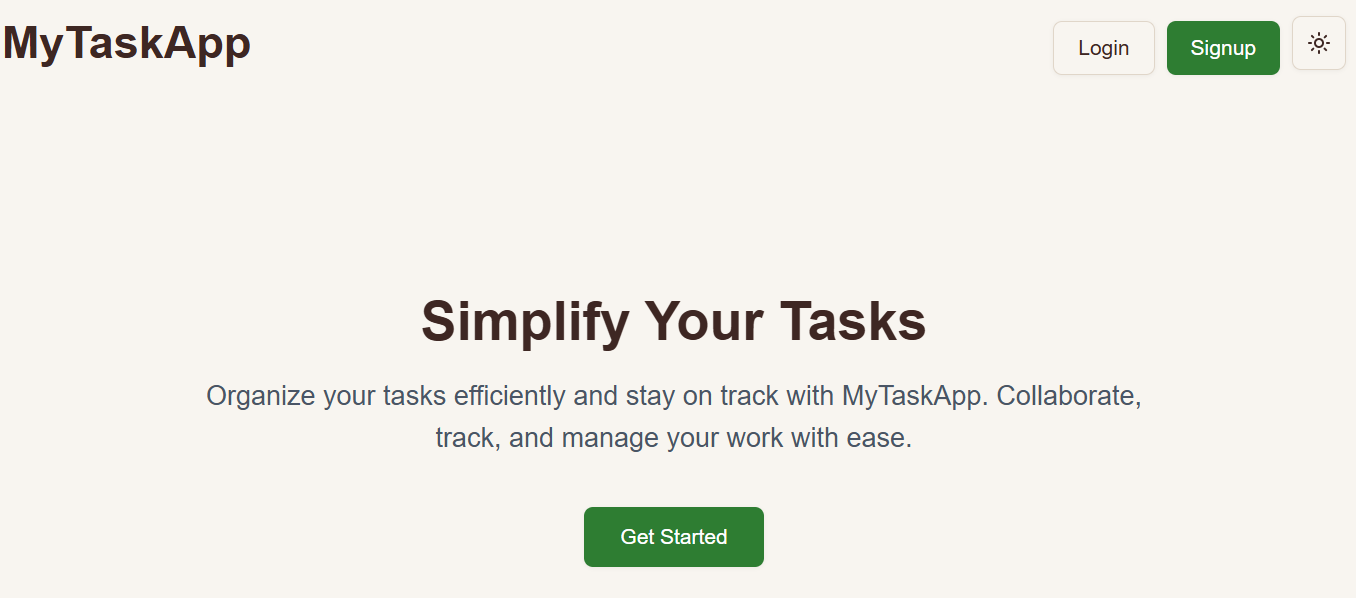 MyTaskApp
Login
Signup
Simplify Your Tasks
Organize your tasks efficiently and stay on track with MyTaskApp. Collaborate,
track, and manage your work with ease.
Get Started